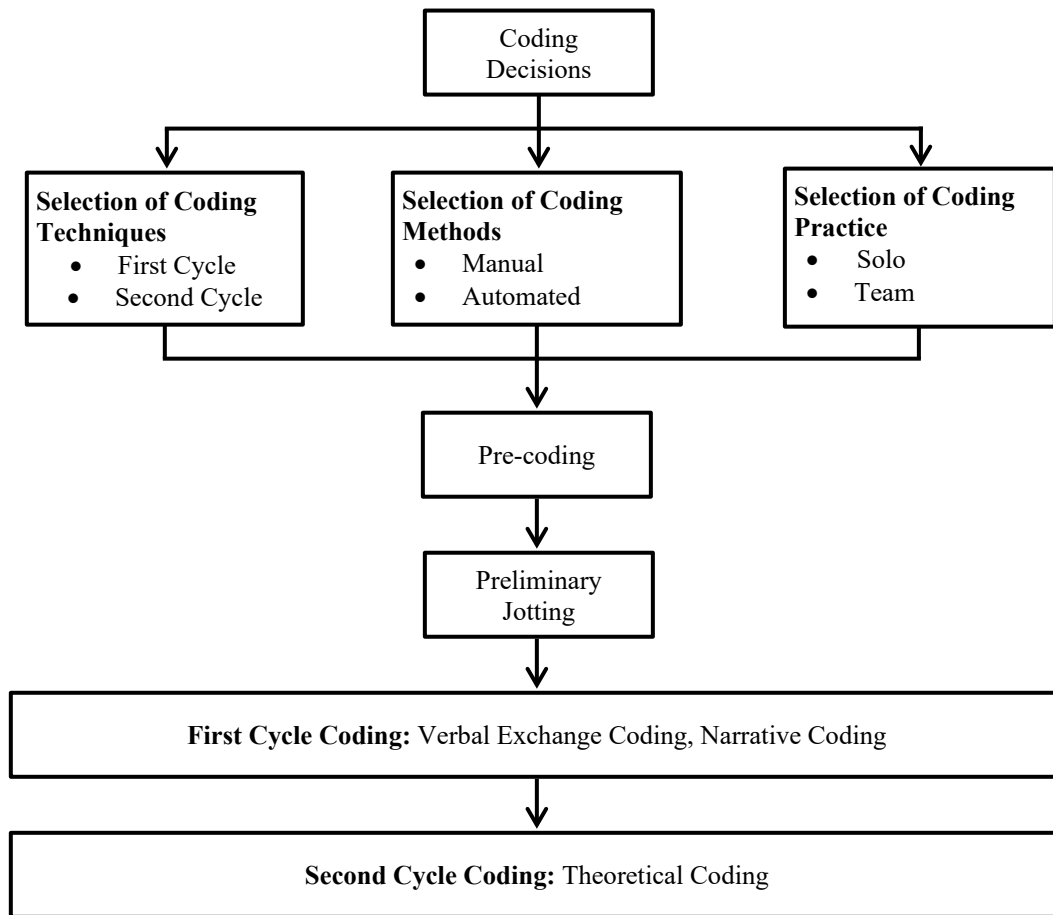 Coding
Decisions
Selection of Coding
Techniques
• First Cycle
• Second Cycle
Selection of Coding
Methods
• Manual
• Automated
Selection of Coding
Practice
• Solo
• Team
Pre-coding
Preliminary
Jotting
First Cycle Coding: Verbal Exchange Coding, Narrative Coding
Second Cycle Coding: Theoretical Coding